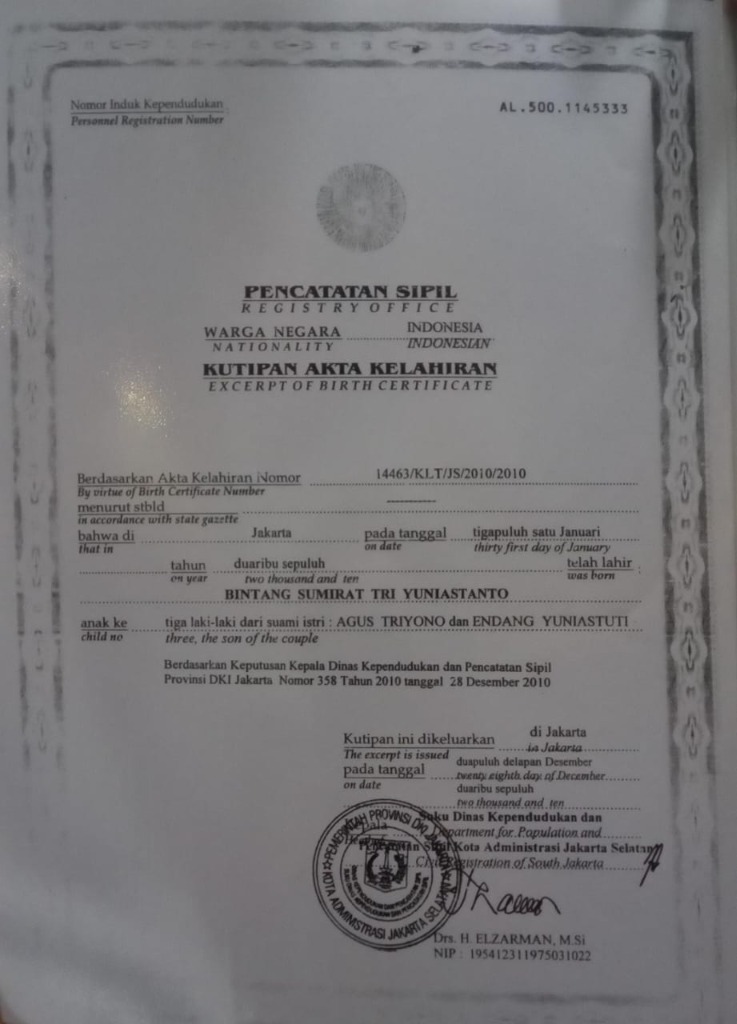 Nomor Induk Kependudukan
Personnel Registration Number
AL.500.1145333
PENCATATAN SIPIL
REGISTRY OFFICE
WARGA NEGARA INDONESIA
NATIONALITY INDONESIAN
KUTIPAN AKTA KELAHIRAN
EXCERPT OF BIRTH CERTIFICATE
Berdasarkan Akta Kelahiran Nomor 14463/KLT/JS/2010/2010
By virtue of Birth Certificate Number
menurut stbld ----------
in accordance with state gazette
bahwa di Jakarta pada tanggal tigapuluh satu Januari
that in on date thirty first day of January
tahun duaribu sepuluh telah lahir :
on year two thousand and ten was born
BINTANG SUMIRAT TRI YUNIASTANTO
anak ke tiga laki-laki dari suami istri : AGUS TRIYONO dan ENDANG YUNIASTUTI
child no three, the son of the couple
Berdasarkan Keputusan Kepala Dinas Kependudukan dan Pencatatan Sipil
Provinsi DKI Jakarta Nomor 358 Tahun 2010 tanggal 28 Desember 2010
Kutipan ini dikeluarkan di Jakarta
The excerpt is issued in Jakarta
pada tanggal duapuluh delapan Desember
on date twenty eighth day of December
duaribu sepuluh
two thousand and ten
Suku Dinas Kependudukan dan
Department for Population and
Sipil Kota Administrasi Jakarta Selatan
Civil Registration of South Jakarta
PEMERINTAH PROVINSI DKI JAKARTA
KOTA ADMINISTRASI JAKARTA SELATAN
Drs. H. ELZARMAN, M.Si
NIP : 195412311975031022